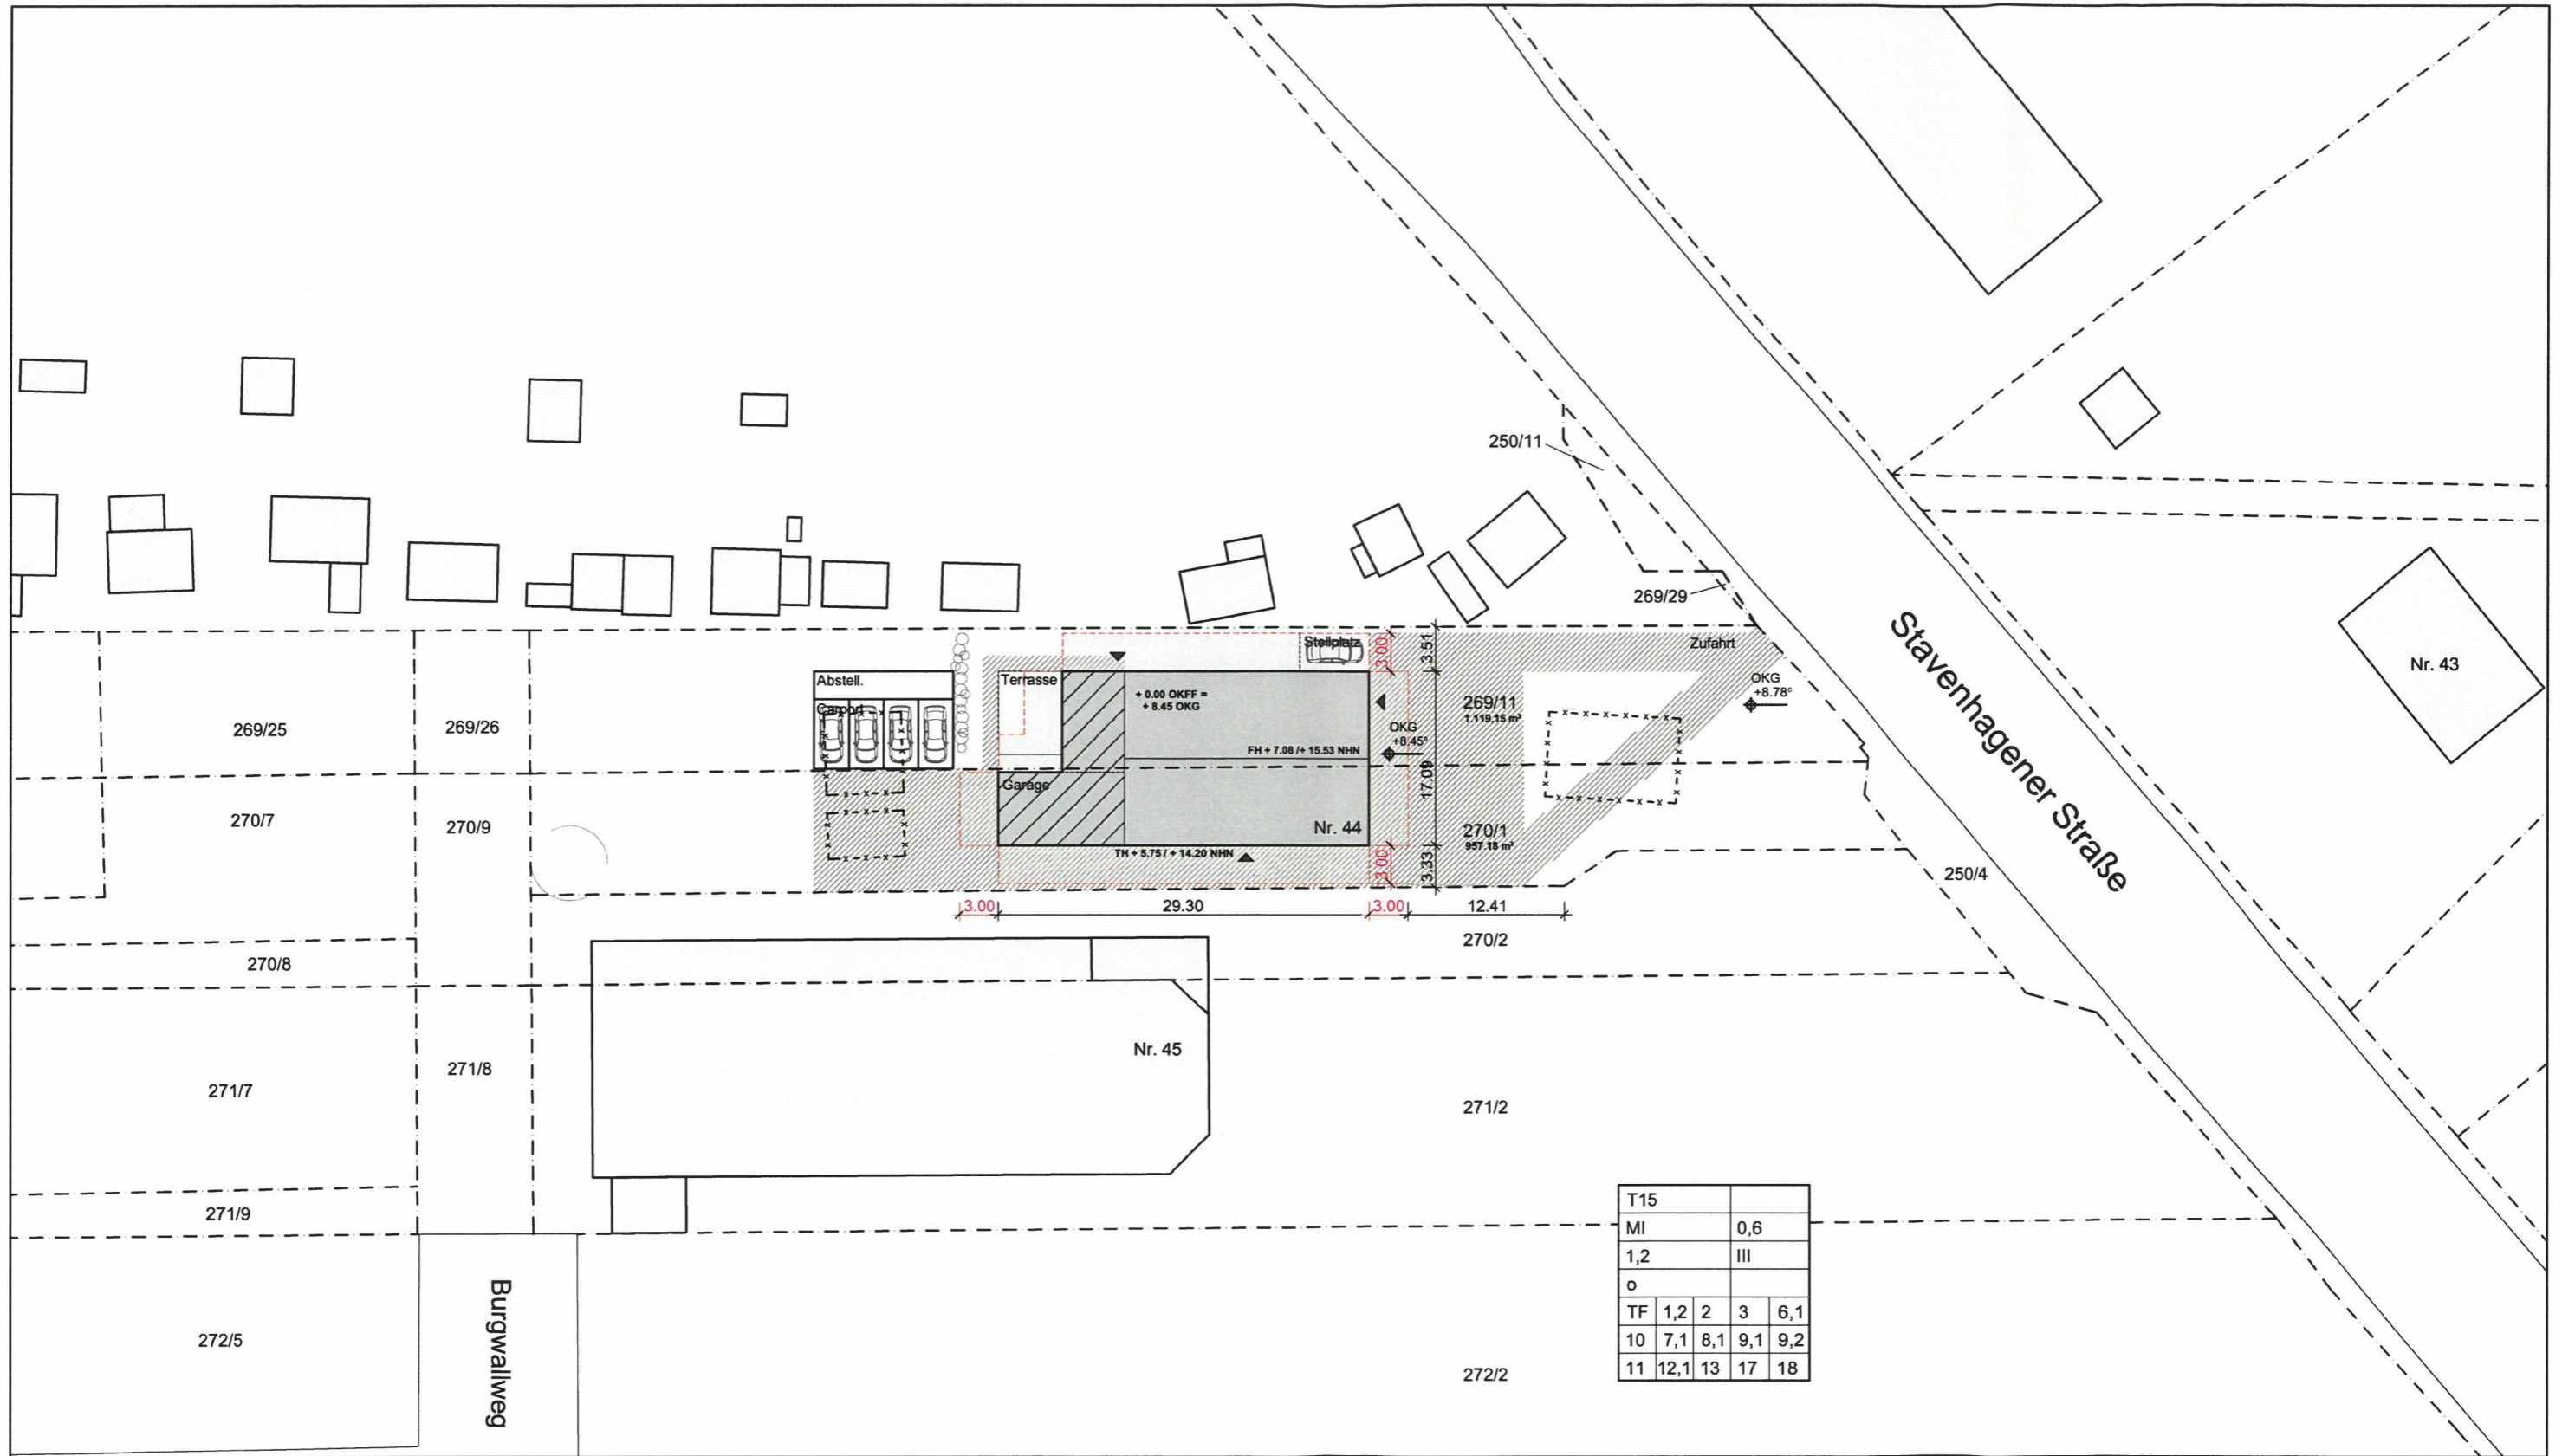 250/11
269/29
Stavenhagener Straße
Nr. 43
Stellplatz
3.00
3.51
Zufahrt
Abstell.
Terrasse
+ 0.00 OKFF =
+ 8.45 OKG
269/11
1.119,15 m²
OKG
+8.78⁰
Carport
269/25
269/26
OKG
+8.45⁰
FH + 7.08 /+ 15.53 NHN
17.09
Garage
270/7
270/9
Nr. 44
270/1
957.18 m²
TH + 5.75 / + 14.20 NHN
3.00
3.33
250/4
3.00
29.30
3.00
12.41
270/2
270/8
Nr. 45
271/8
271/7
271/2
271/9
T15
MI 0,6
1,2 III
o
TF 1,2 2 3 6,1
10 7,1 8,1 9,1 9,2
11 12,1 13 17 18
Burgwallweg
272/5
272/2